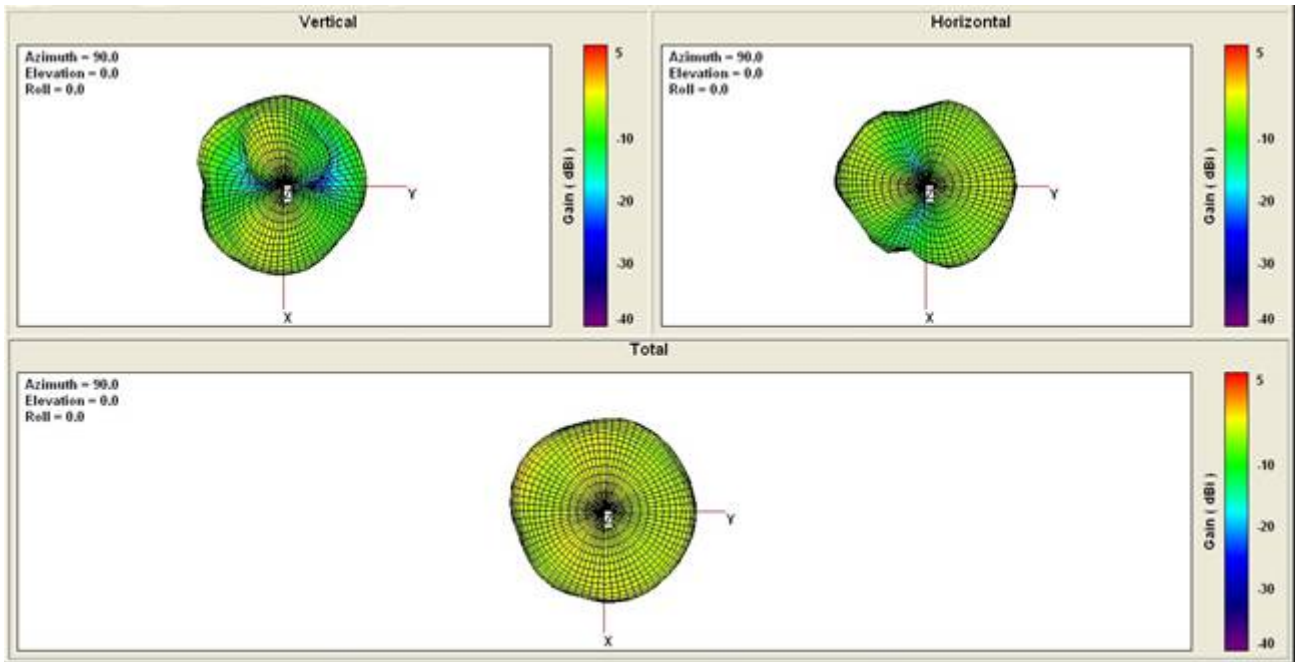 Vertical
Azimuth = 90.0
Elevation = 0.0
Roll = 0.0
Y
X
5
-10
-20
-30
-40
Gain ( dBi )
Horizontal
Azimuth = 90.0
Elevation = 0.0
Roll = 0.0
Y
X
5
-10
-20
-30
-40
Gain ( dBi )
Total
Azimuth = 90.0
Elevation = 0.0
Roll = 0.0
Y
X
5
-10
-20
-30
-40
Gain ( dBi )